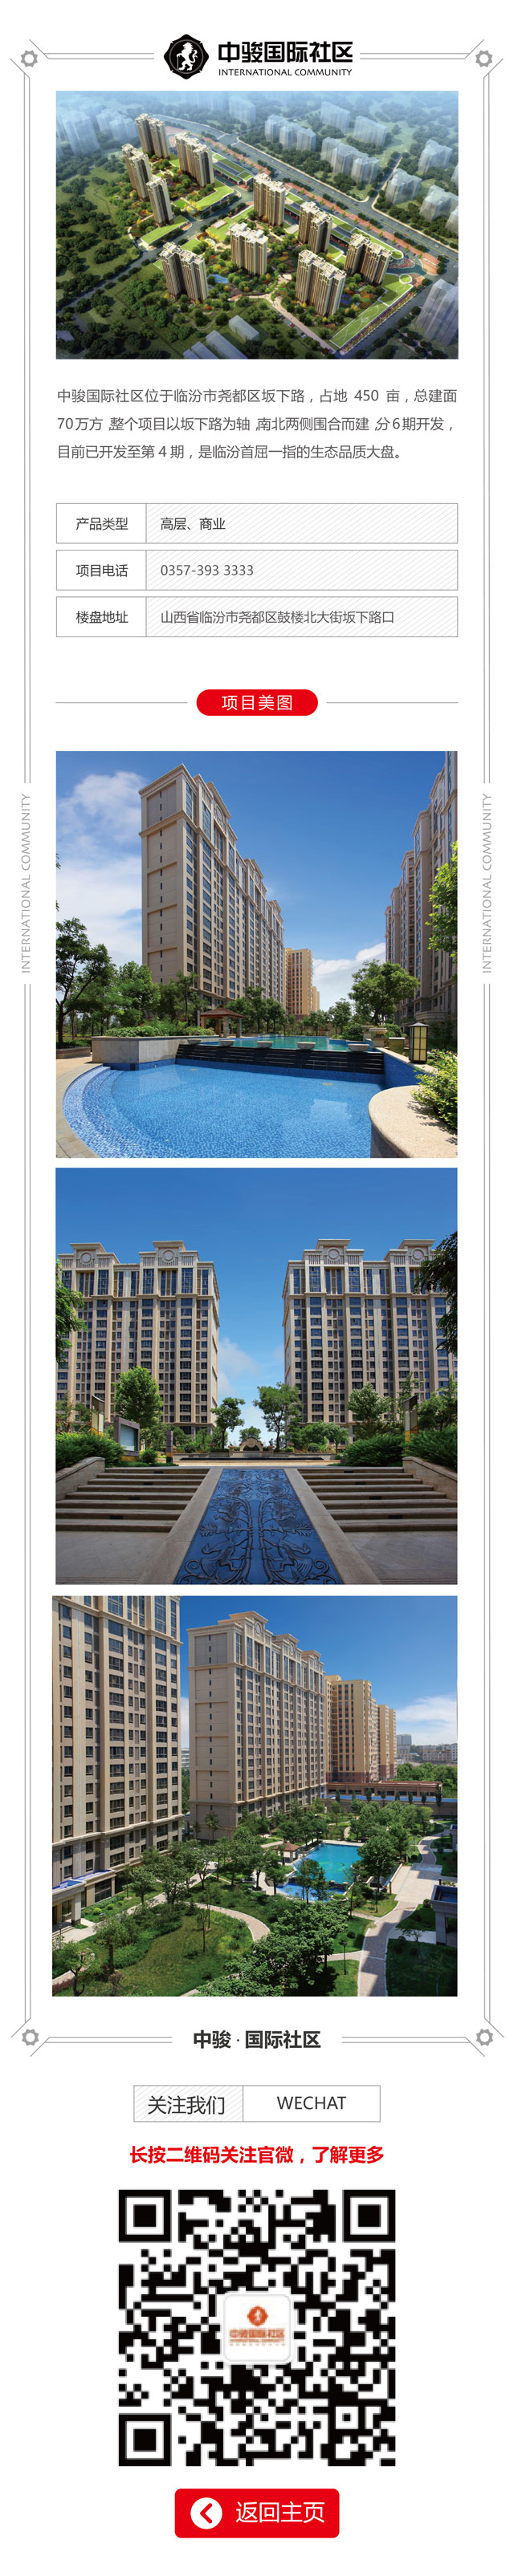 中骏国际社区
INTERNATIONAL COMMUNITY
中骏国际社区位于临汾市尧都区坂下路，占地 450 亩，总建面
70万方,整个项目以坂下路为轴,南北两侧围合而建,分6期开发，
目前已开发至第 4 期，是临汾首屈一指的生态品质大盘。
产品类型 高层、商业
项目电话 0357-393 3333
楼盘地址 山西省临汾市尧都区鼓楼北大街坂下路口
项目美图
INTERNATIONAL COMMUNITY
INTERNATIONAL COMMUNITY
中骏 · 国际社区
关注我们 WECHAT
长按二维码关注官微，了解更多
中骏国际社区
返回主页